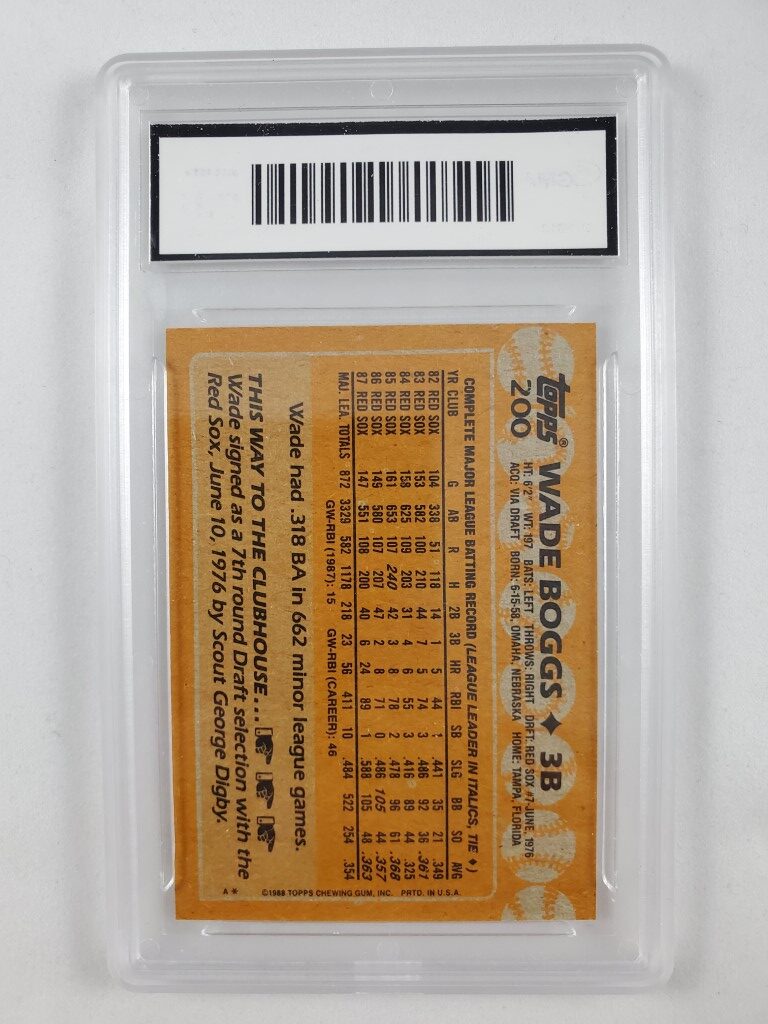 topps® WADE BOGGS ♦ 3B
200 HT: 6'2" WT: 197 BATS: LEFT THROWS: RIGHT DRFT: RED SOX #7-JUNE, 1976
ACQ: VIA DRAFT BORN: 6-15-58, OMAHA, NEBRASKA HOME: TAMPA, FLORIDA
COMPLETE MAJOR LEAGUE BATTING RECORD (LEAGUE LEADER IN ITALICS, TIE ♦)
YR CLUB G AB R H 2B 3B HR RBI SB SLG BB SO AVG
82 RED SOX 104 338 51 118 14 1 5 44 1 .441 35 21 .349
83 RED SOX 153 582 100 210 44 7 5 74 3 .486 92 36 .361
84 RED SOX 158 625 109 203 31 4 6 55 3 .416 89 44 .325
85 RED SOX 161 653 107 240 42 3 8 78 2 .478 96 61 .368
86 RED SOX 149 580 107 207 47 2 8 71 0 .486 105 44 .357
87 RED SOX 147 551 108 200 40 6 24 89 1 .588 105 48 .363
MAJ. LEA. TOTALS 872 3329 582 1178 218 23 56 411 10 .484 522 254 .354
GW-RBI (1987): 15 GW-RBI (CAREER): 46
Wade had .318 BA in 662 minor league games.
THIS WAY TO THE CLUBHOUSE...
Wade signed as a 7th round Draft selection with the
Red Sox, June 10, 1976 by Scout George Digby.
©1988 TOPPS CHEWING GUM, INC. PRTD. IN U.S.A.
A*